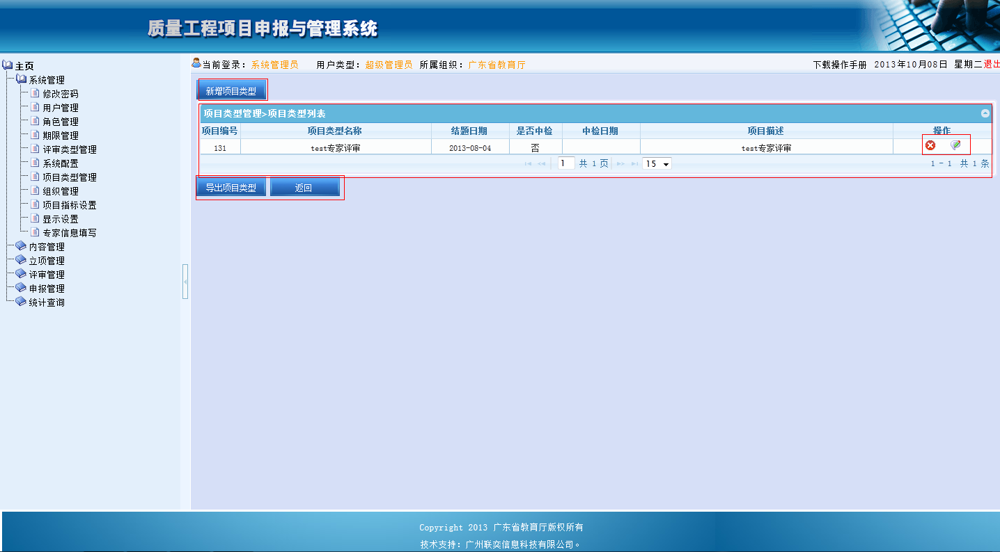 质量工程项目申报与管理系统
主页
系统管理
修改密码
用户管理
角色管理
期限管理
评审类型管理
系统配置
项目类型管理
组织管理
项目指标设置
显示设置
专家信息填写
内容管理
立项管理
评审管理
申报管理
统计查询
当前登录: 系统管理员 用户类型: 超级管理员 所属组织: 广东省教育厅 下载操作手册 2013年10月08日 星期二退出
新增项目类型
项目类型管理>项目类型列表
项目编号 项目类型名称 结题日期 是否中检 中检日期 项目描述 操作
131 test专家评审 2013-08-04 否 test专家评审
1 共 1 页 15 1 - 1 共 1 条
导出项目类型 返回
Copyright 2013 广东省教育厅版权所有
技术支持: 广州联奕信息科技有限公司。